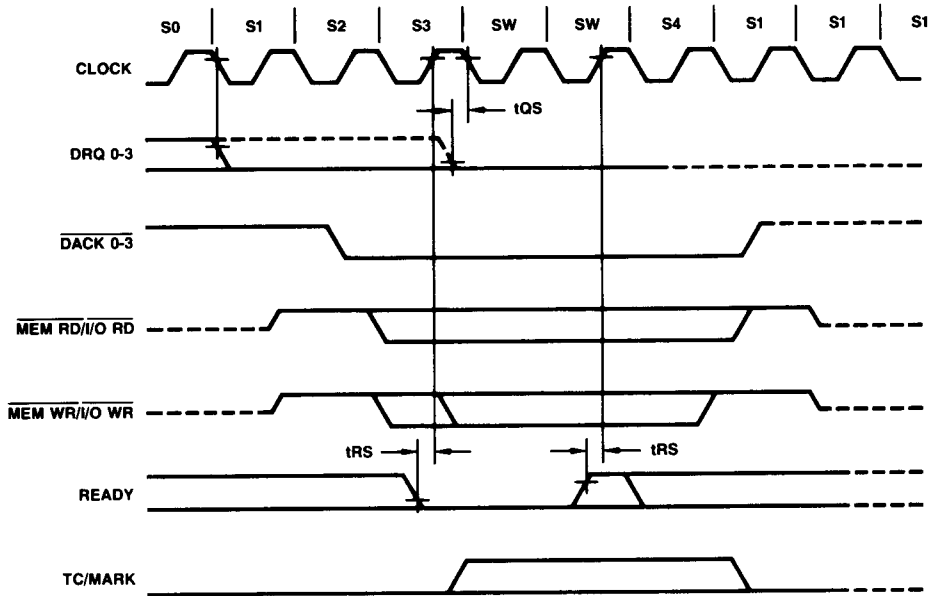 S0 S1 S2 S3 SW SW S4 S1 S1 S1
CLOCK
tQS
DRQ 0-3
DACK 0-3
MEM RD/I/O RD
MEM WR/I/O WR
tRS tRS
READY
TC/MARK